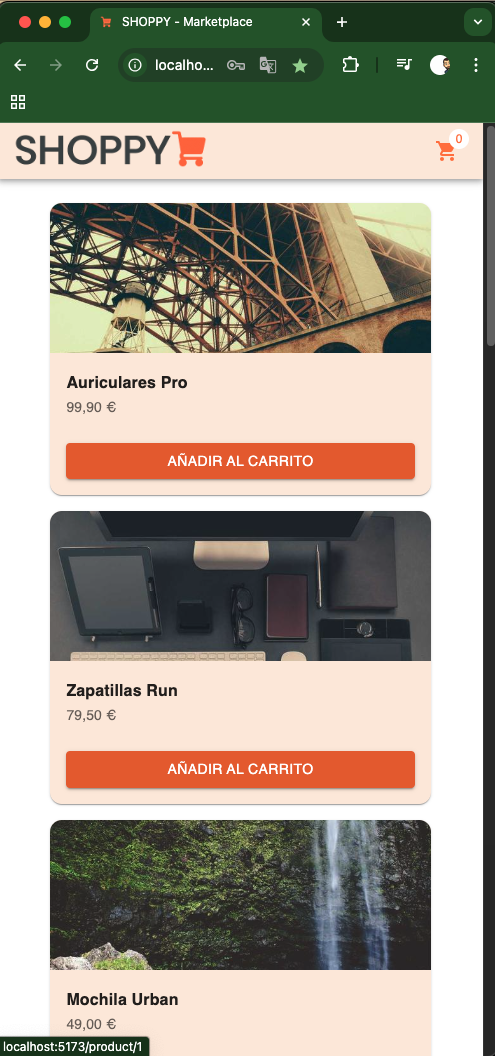 SHOPPY - Marketplace
localho...
SHOPPY
0
Auriculares Pro
99,90 €
AÑADIR AL CARRITO
Zapatillas Run
79,50 €
AÑADIR AL CARRITO
Mochila Urban
49,00 €
localhost:5173/product/1